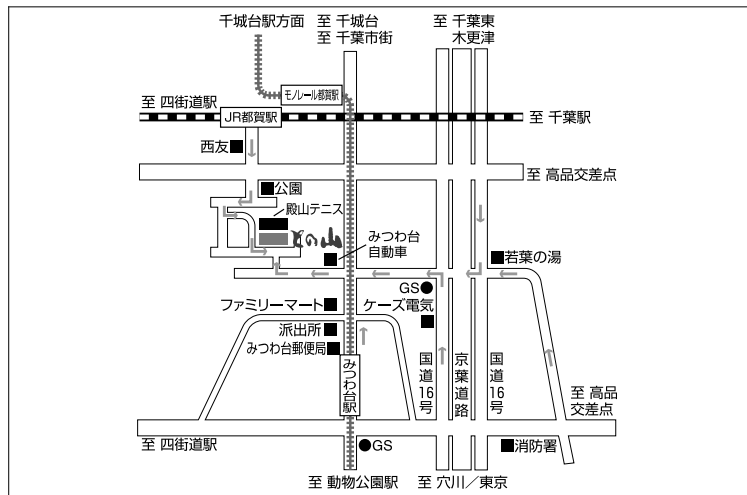 千城台駅方面
至 千城台
至 千葉市街
至 千葉東
木更津
モノレール都賀駅
至 四街道駅
JR都賀駅
至 千葉駅
西友
至 高品交差点
公園
殿山テニス
みつわ台
自動車
若葉の湯
GS
ファミリーマート
ケーズ電気
派出所
みつわ台郵便局
みつわ台駅
国道16号
京葉道路
国道16号
至 高品
交差点
至 四街道駅
GS
消防署
至 動物公園駅
至 穴川/東京